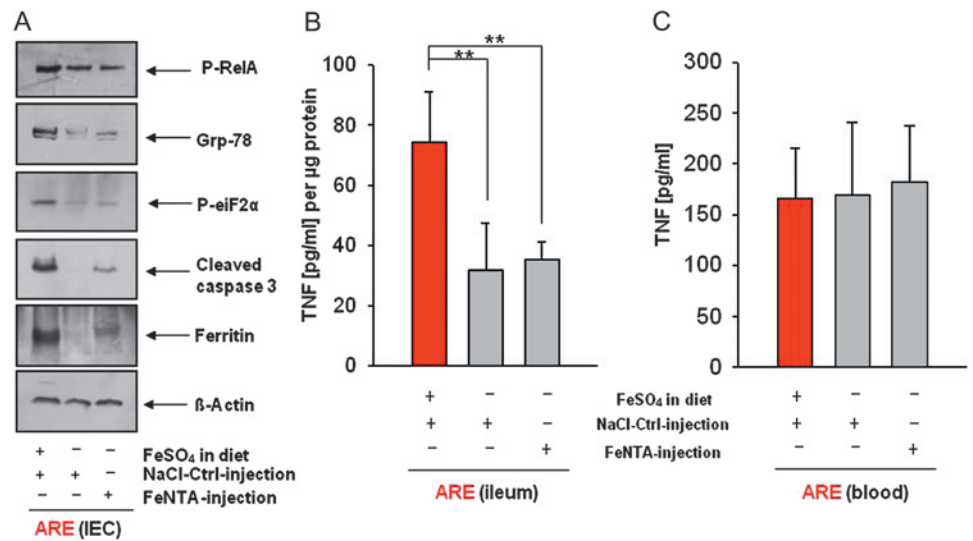 A
P-RelA
Grp-78
P-eiF2α
Cleaved
caspase 3
Ferritin
ß-Actin
+ – – FeSO₄ in diet
+ + – NaCl-Ctrl-injection
– – + FeNTA-injection
ARE (IEC)
B
**
**
TNF [pg/ml] per µg protein
100
80
60
40
20
0
+ – –
+ + –
– – +
ARE (ileum)
FeSO₄ in diet
NaCl-Ctrl-injection
FeNTA-injection
C
TNF [pg/ml]
300
250
200
150
100
50
0
+ – –
+ + –
– – +
ARE (blood)